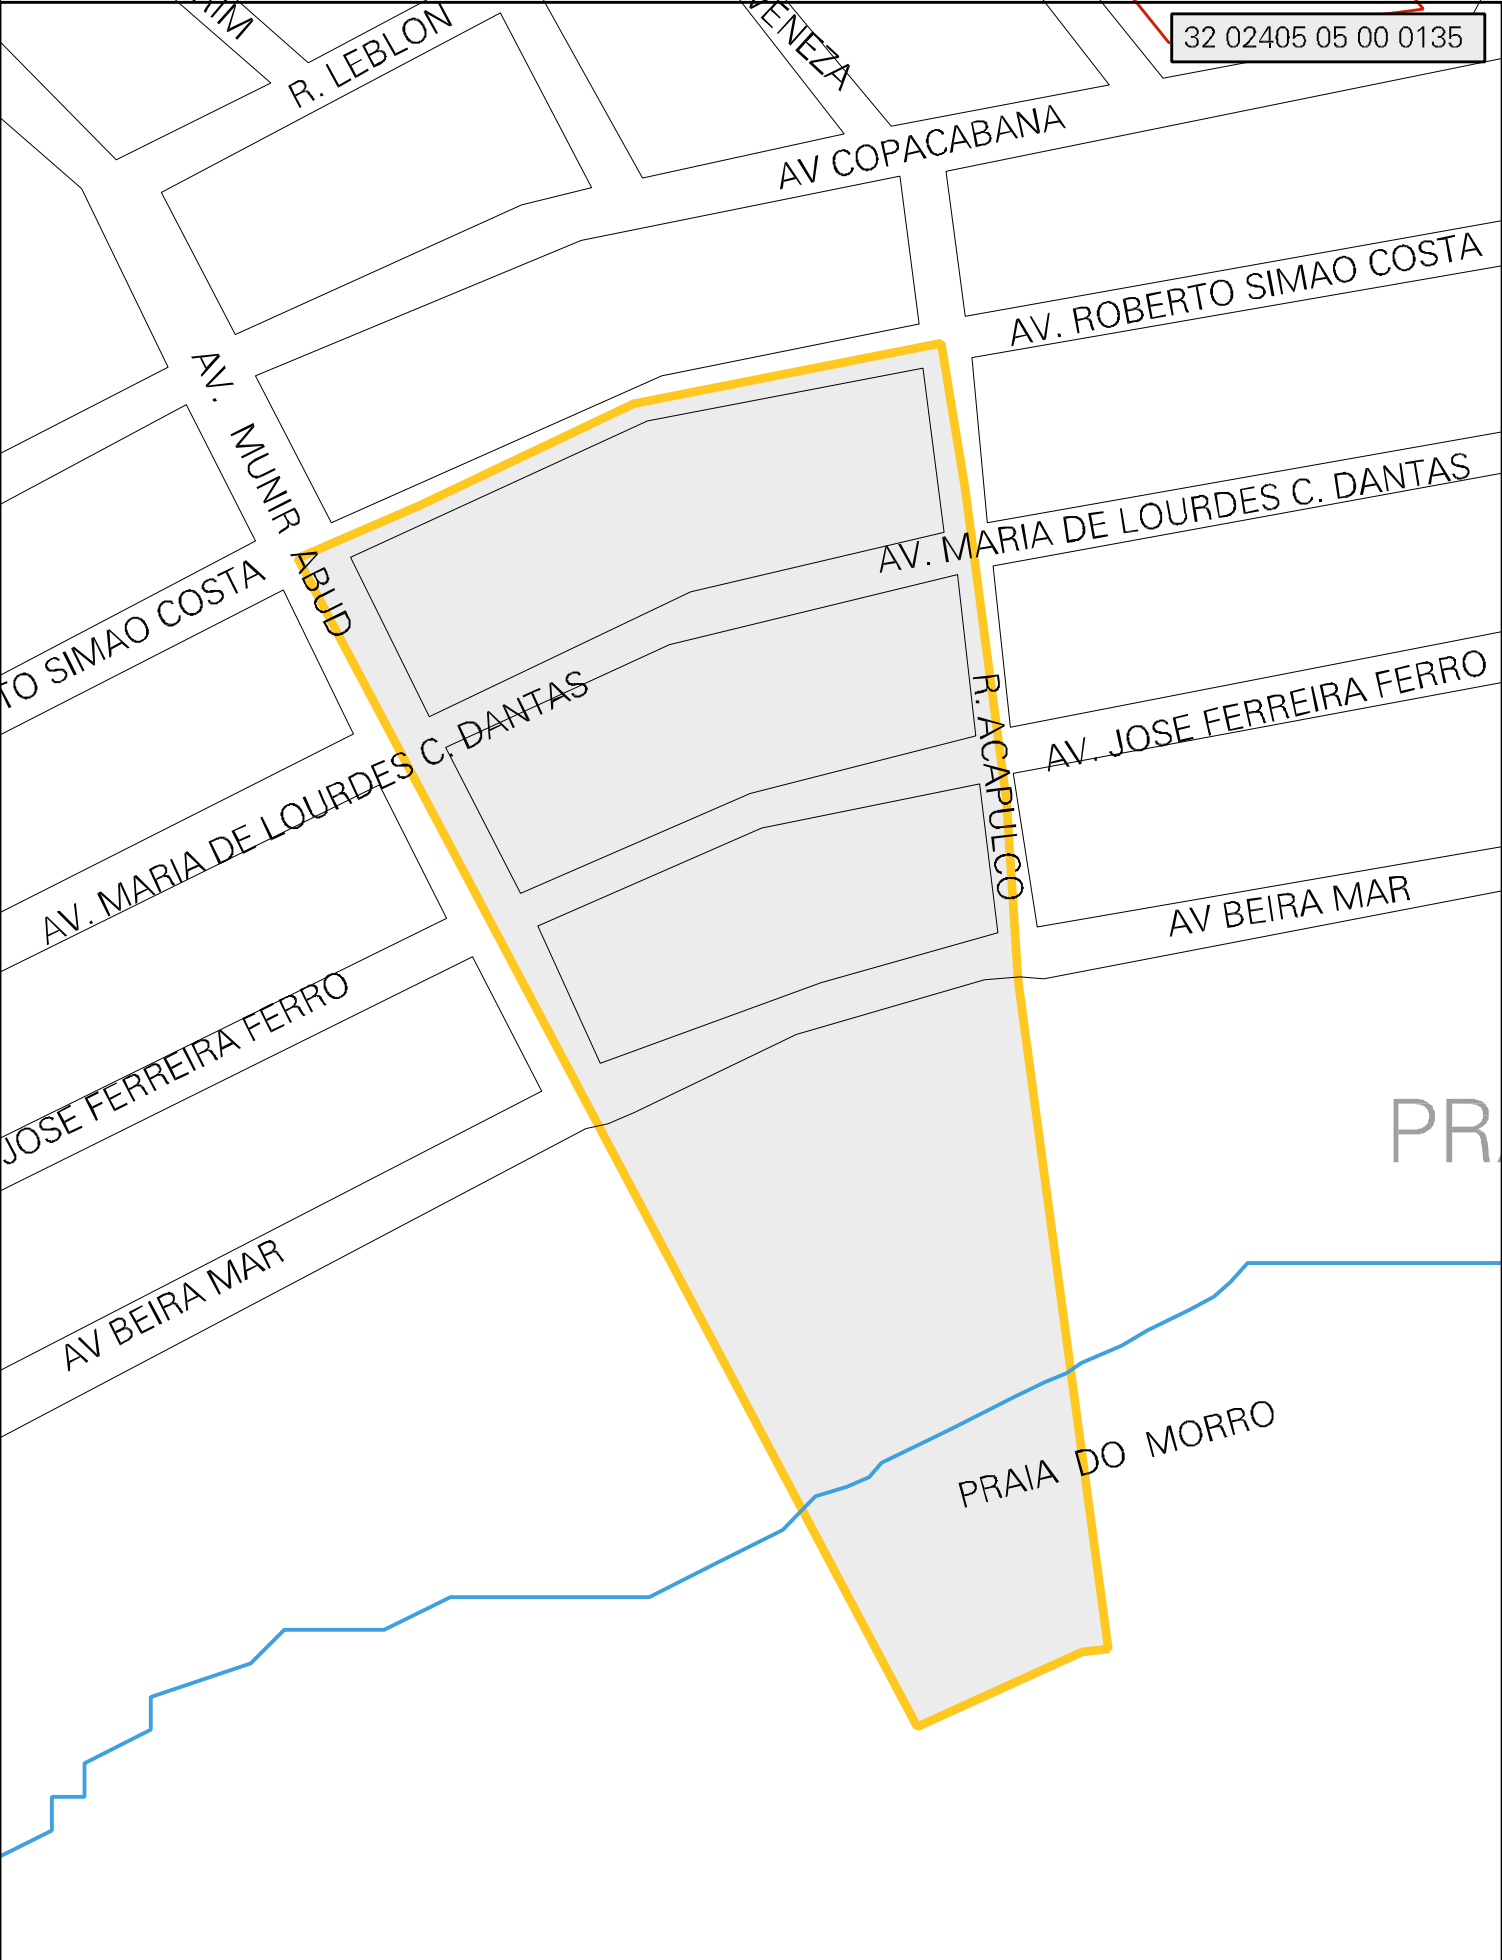 32 02405 05 00 0135
R. LEBLON
VENEZA
AV COPACABANA
AV. ROBERTO SIMAO COSTA
AV. MUNIR ABUD
AV. MARIA DE LOURDES C. DANTAS
TO SIMAO COSTA
R. ACAPULCO
AV. JOSE FERREIRA FERRO
AV. MARIA DE LOURDES C. DANTAS
AV BEIRA MAR
JOSE FERREIRA FERRO
PRA
AV BEIRA MAR
PRAIA DO MORRO